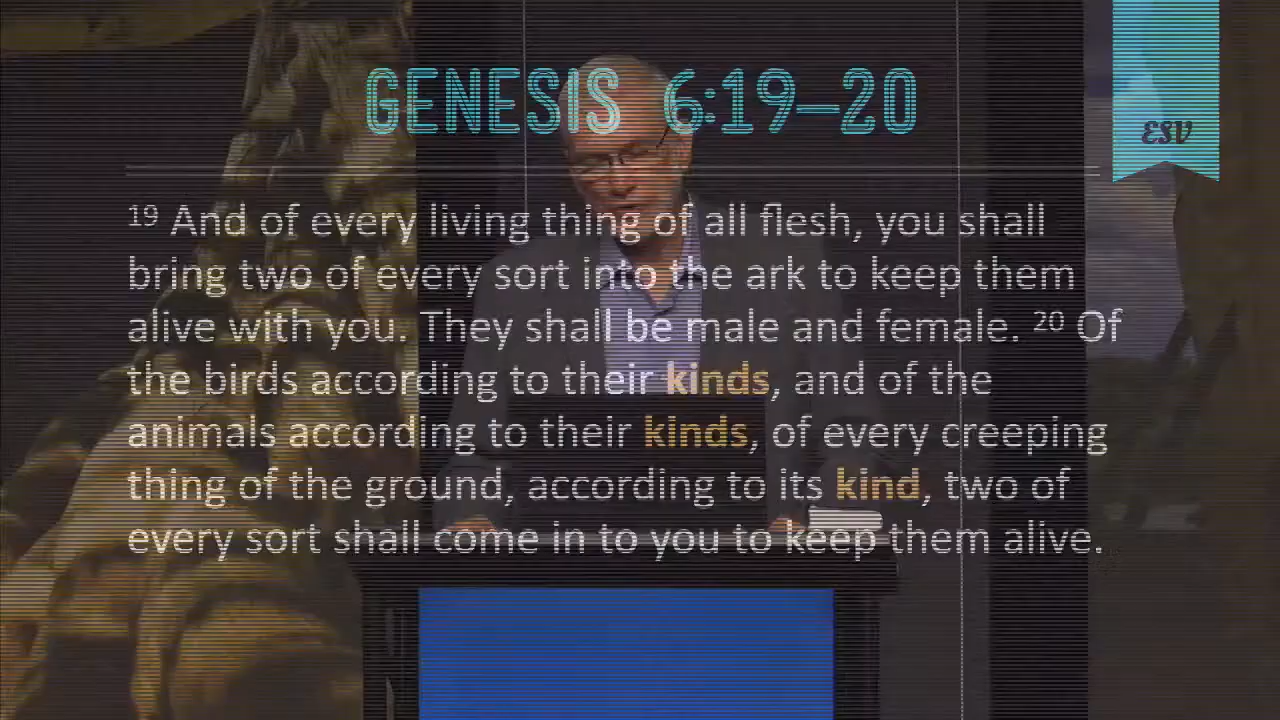 GENESIS 6:19–20
ESV
19 And of every living thing of all flesh, you shall
bring two of every sort into the ark to keep them
alive with you. They shall be male and female. 20 Of
the birds according to their kinds, and of the
animals according to their kinds, of every creeping
thing of the ground, according to its kind, two of
every sort shall come in to you to keep them alive.